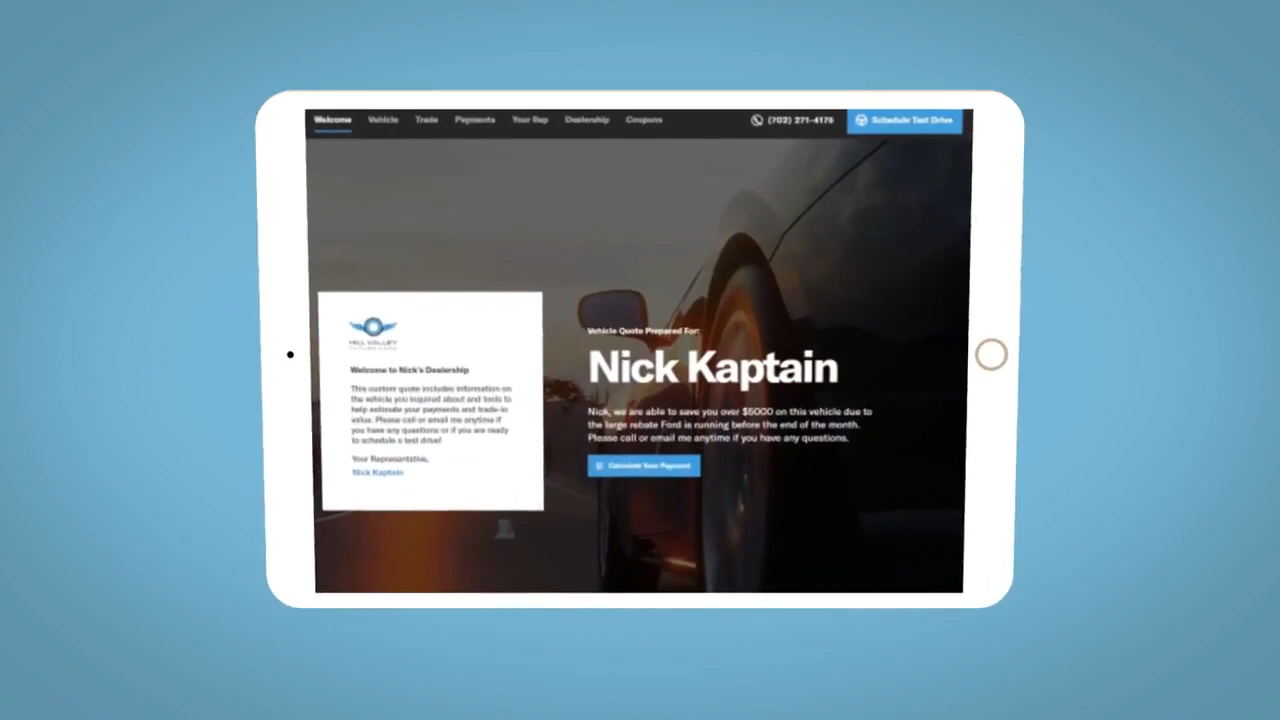 Welcome Vehicle Trade Payments Your Rep Dealership Coupons (702) 271-4175 Schedule Test Drive
HILL VALLEY
Welcome to Nick's Dealership
This custom quote includes information on
the vehicle you inquired about and tools to
help estimate your payments and trade-in
value. Please call or email me anytime if
you have any questions or if you are ready
to schedule a test drive!
Your Representative,
Nick Kaptain
Vehicle Quote Prepared For:
Nick Kaptain
Nick, we are able to save you over $5000 on this vehicle due to
the large rebate Ford is running before the end of the month.
Please call or email me anytime if you have any questions.
Calculate Your Payment